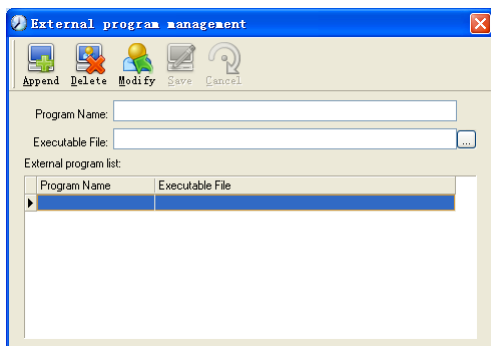 External program management
Append Delete Modify Save Cancel
Program Name:
Executable File:
...
External program list:
Program Name Executable File